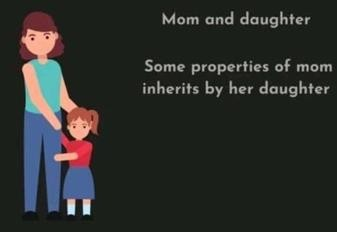 Mom and daughter
Some properties of mom
inherits by her daughter